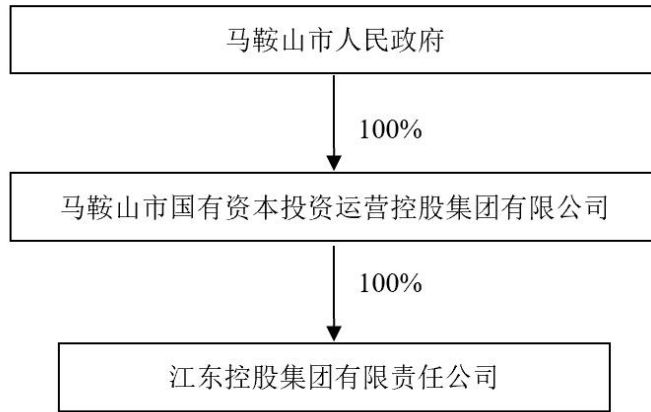 马鞍山市人民政府
100%
马鞍山市国有资本投资运营控股集团有限公司
100%
江东控股集团有限责任公司